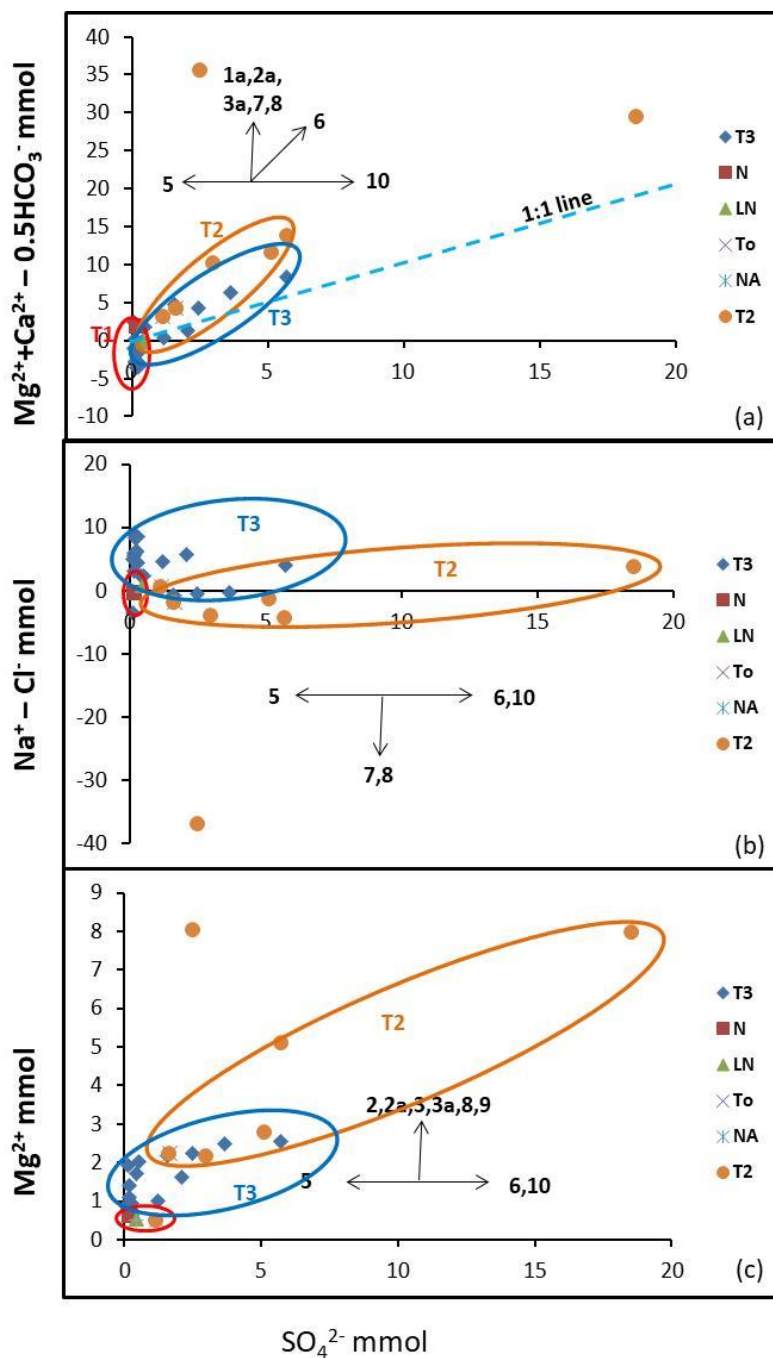 Mg²⁺+Ca²⁺ – 0.5HCO₃⁻ mmol
40
35
30
25
20
15
10
5
0
-5
-10
1a,2a,
3a,7,8
6
5
10
1:1 line
T2
T1
T3
5
10
15
20
T3
N
LN
To
NA
T2
(a)
Na⁺ – Cl⁻ mmol
20
10
0
-10
-20
-30
-40
T3
T2
0
5
10
15
20
5
6,10
7,8
T3
N
LN
To
NA
T2
(b)
Mg²⁺ mmol
9
8
7
6
5
4
3
2
1
0
T2
2,2a,3,3a,8,9
5
6,10
T3
0
5
10
15
20
T3
N
LN
To
NA
T2
(c)
SO₄²⁻ mmol